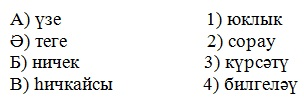 А) үзе 1) юклык
Ә) теге 2) сорау
Б) ничек 3) күрсәтү
В) һичкайсы 4) билгеләү